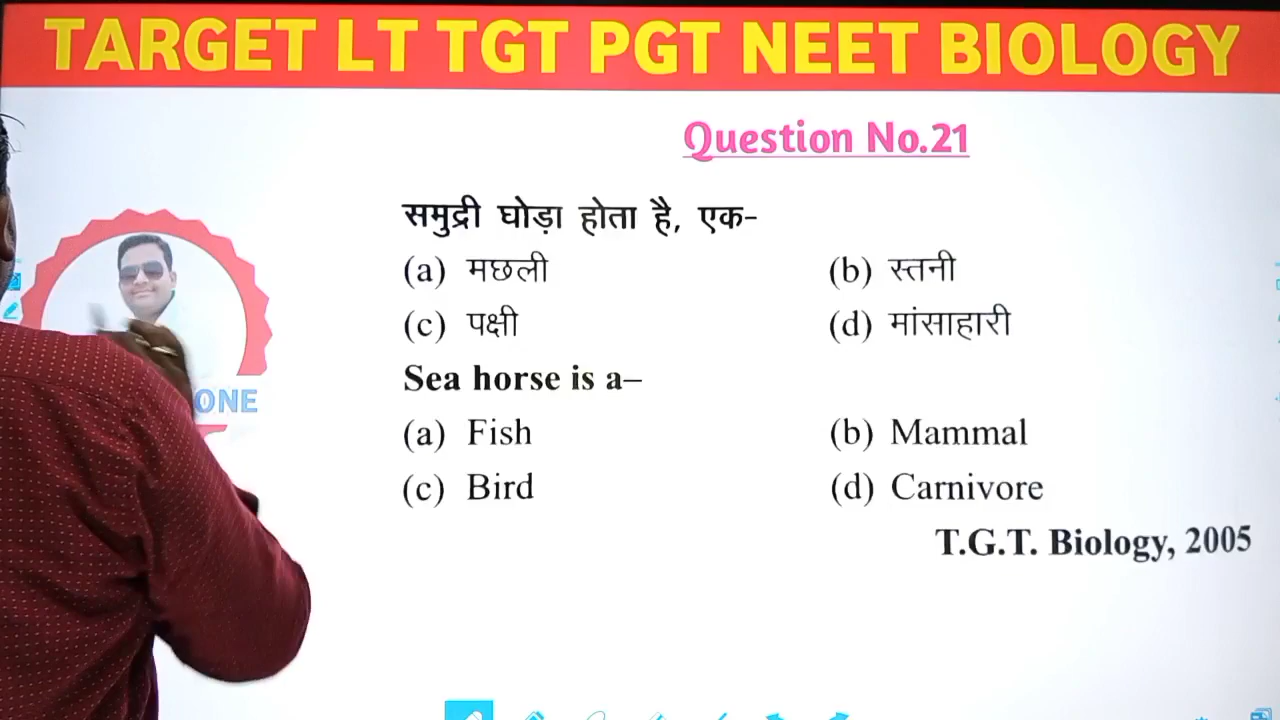 TARGET LT TGT PGT NEET BIOLOGY
Question No.21
समुद्री घोड़ा होता है, एक-
(a) मछली (b) स्तनी
(c) पक्षी (d) मांसाहारी
ONE
Sea horse is a–
(a) Fish (b) Mammal
(c) Bird (d) Carnivore
T.G.T. Biology, 2005